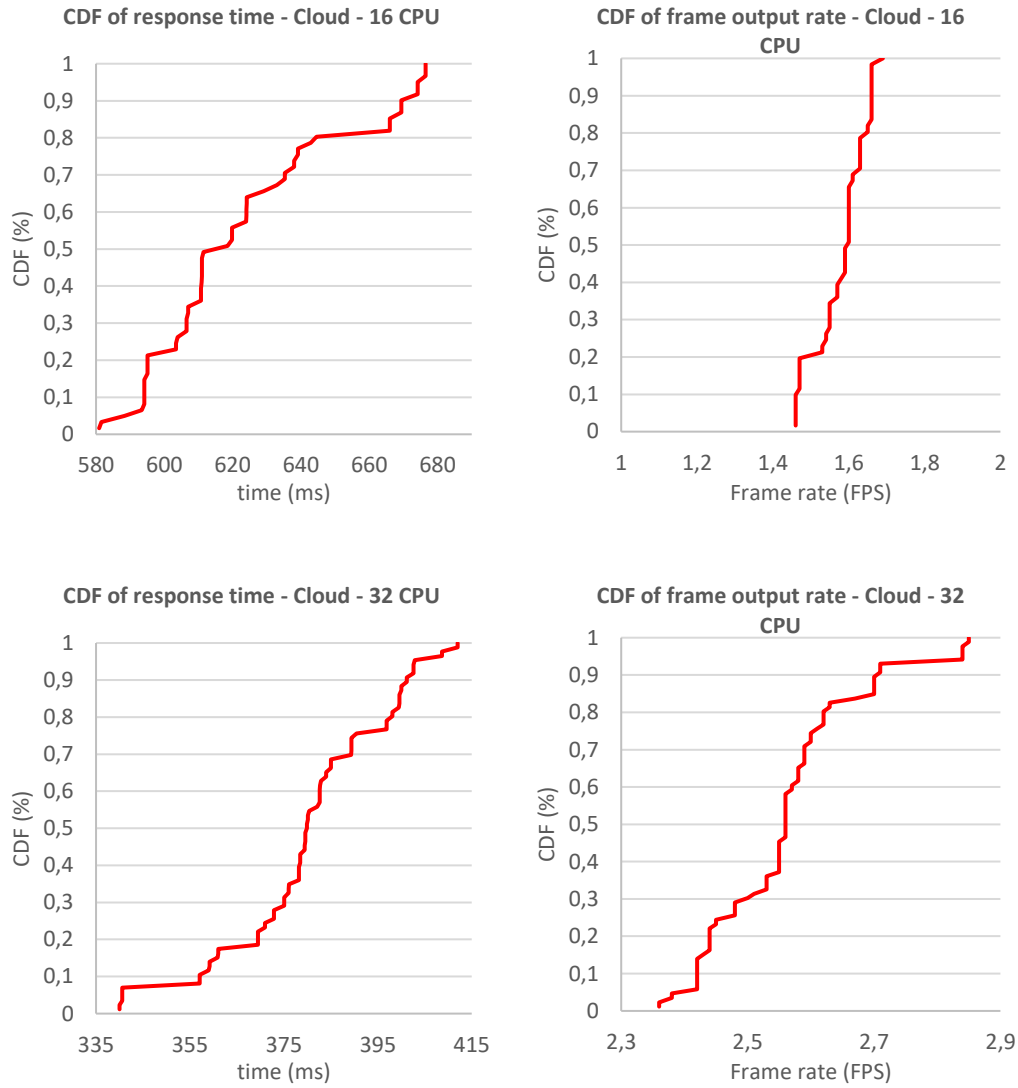 CDF of response time - Cloud - 16 CPU
1
0,9
0,8
0,7
0,6
0,5
0,4
0,3
0,2
0,1
0
CDF (%)
580 600 620 640 660 680
time (ms)
CDF of frame output rate - Cloud - 16
CPU
1
0,9
0,8
0,7
0,6
0,5
0,4
0,3
0,2
0,1
0
CDF (%)
1 1,2 1,4 1,6 1,8 2
Frame rate (FPS)
CDF of response time - Cloud - 32 CPU
1
0,9
0,8
0,7
0,6
0,5
0,4
0,3
0,2
0,1
0
CDF (%)
335 355 375 395 415
time (ms)
CDF of frame output rate - Cloud - 32
CPU
1
0,9
0,8
0,7
0,6
0,5
0,4
0,3
0,2
0,1
0
CDF (%)
2,3 2,5 2,7 2,9
Frame rate (FPS)